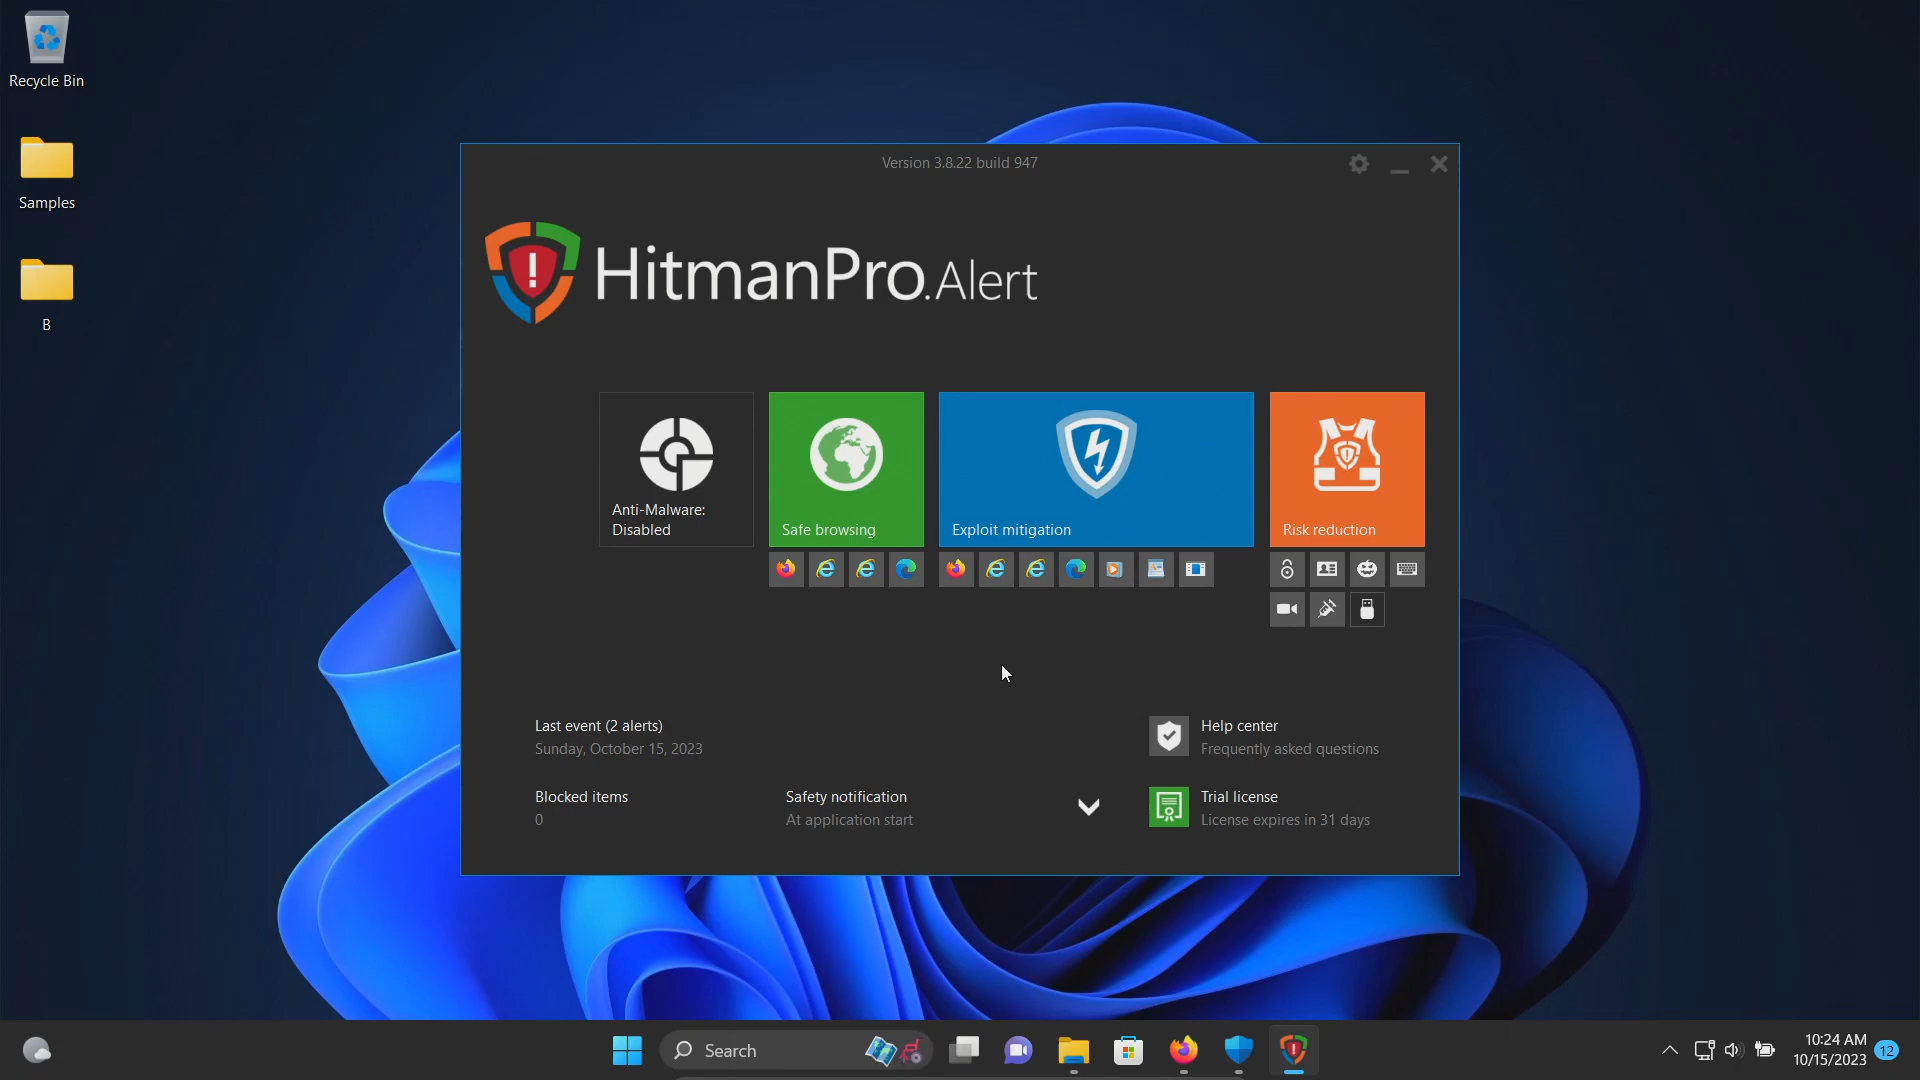 Recycle Bin
Samples
B
Version 3.8.22 build 947
HitmanPro.Alert
Anti-Malware:
Disabled
Safe browsing
Exploit mitigation
Risk reduction
Last event (2 alerts)
Sunday, October 15, 2023
Help center
Frequently asked questions
Blocked items
0
Safety notification
At application start
Trial license
License expires in 31 days
Search
10:24 AM
10/15/2023
12